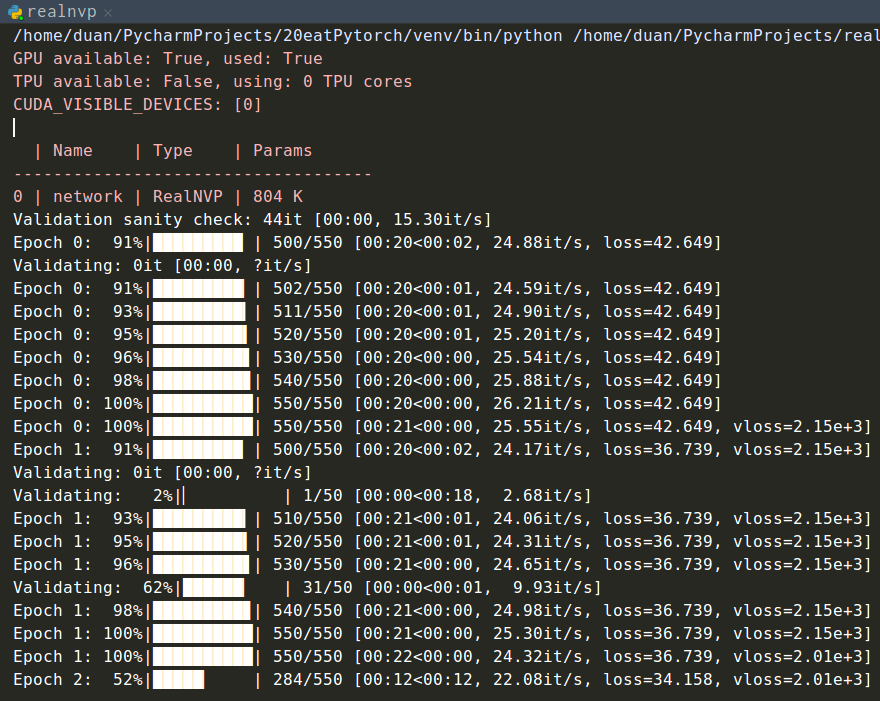 realnvp ×
/home/duan/PycharmProjects/20eatPytorch/venv/bin/python /home/duan/PycharmProjects/real
GPU available: True, used: True
TPU available: False, using: 0 TPU cores
CUDA_VISIBLE_DEVICES: [0]
| Name | Type | Params
------------------------------------
0 | network | RealNVP | 804 K
Validation sanity check: 44it [00:00, 15.30it/s]
Epoch 0: 91%|█████████ | 500/550 [00:20<00:02, 24.88it/s, loss=42.649]
Validating: 0it [00:00, ?it/s]
Epoch 0: 91%|█████████▏| 502/550 [00:20<00:01, 24.59it/s, loss=42.649]
Epoch 0: 93%|█████████▎| 511/550 [00:20<00:01, 24.90it/s, loss=42.649]
Epoch 0: 95%|█████████▍| 520/550 [00:20<00:01, 25.20it/s, loss=42.649]
Epoch 0: 96%|█████████▋| 530/550 [00:20<00:00, 25.54it/s, loss=42.649]
Epoch 0: 98%|█████████▊| 540/550 [00:20<00:00, 25.88it/s, loss=42.649]
Epoch 0: 100%|██████████| 550/550 [00:20<00:00, 26.21it/s, loss=42.649]
Epoch 0: 100%|██████████| 550/550 [00:21<00:00, 25.55it/s, loss=42.649, vloss=2.15e+3]
Epoch 1: 91%|█████████ | 500/550 [00:20<00:02, 24.17it/s, loss=36.739, vloss=2.15e+3]
Validating: 0it [00:00, ?it/s]
Validating: 2%|▏ | 1/50 [00:00<00:18, 2.68it/s]
Epoch 1: 93%|█████████▎| 510/550 [00:21<00:01, 24.06it/s, loss=36.739, vloss=2.15e+3]
Epoch 1: 95%|█████████▍| 520/550 [00:21<00:01, 24.31it/s, loss=36.739, vloss=2.15e+3]
Epoch 1: 96%|█████████▋| 530/550 [00:21<00:00, 24.65it/s, loss=36.739, vloss=2.15e+3]
Validating: 62%|██████▏ | 31/50 [00:00<00:01, 9.93it/s]
Epoch 1: 98%|█████████▊| 540/550 [00:21<00:00, 24.98it/s, loss=36.739, vloss=2.15e+3]
Epoch 1: 100%|██████████| 550/550 [00:21<00:00, 25.30it/s, loss=36.739, vloss=2.15e+3]
Epoch 1: 100%|██████████| 550/550 [00:22<00:00, 24.32it/s, loss=36.739, vloss=2.01e+3]
Epoch 2: 52%|█████▏ | 284/550 [00:12<00:12, 22.08it/s, loss=34.158, vloss=2.01e+3]